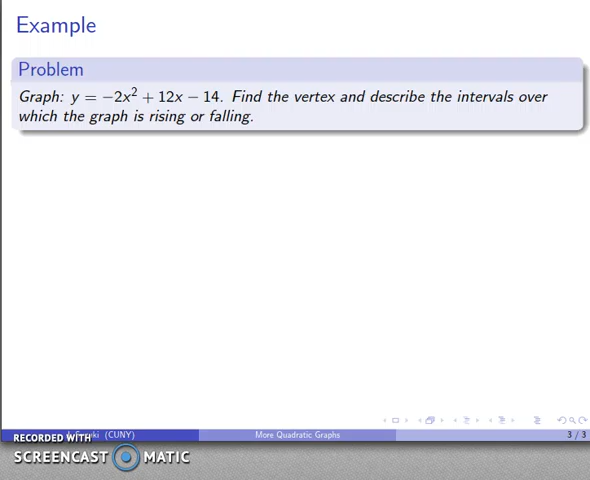 Example
Problem
Graph: y = −2x² + 12x − 14. Find the vertex and describe the intervals over
which the graph is rising or falling.
(CUNY)
More Quadratic Graphs
3 / 3
RECORDED WITH
SCREENCAST MATIC